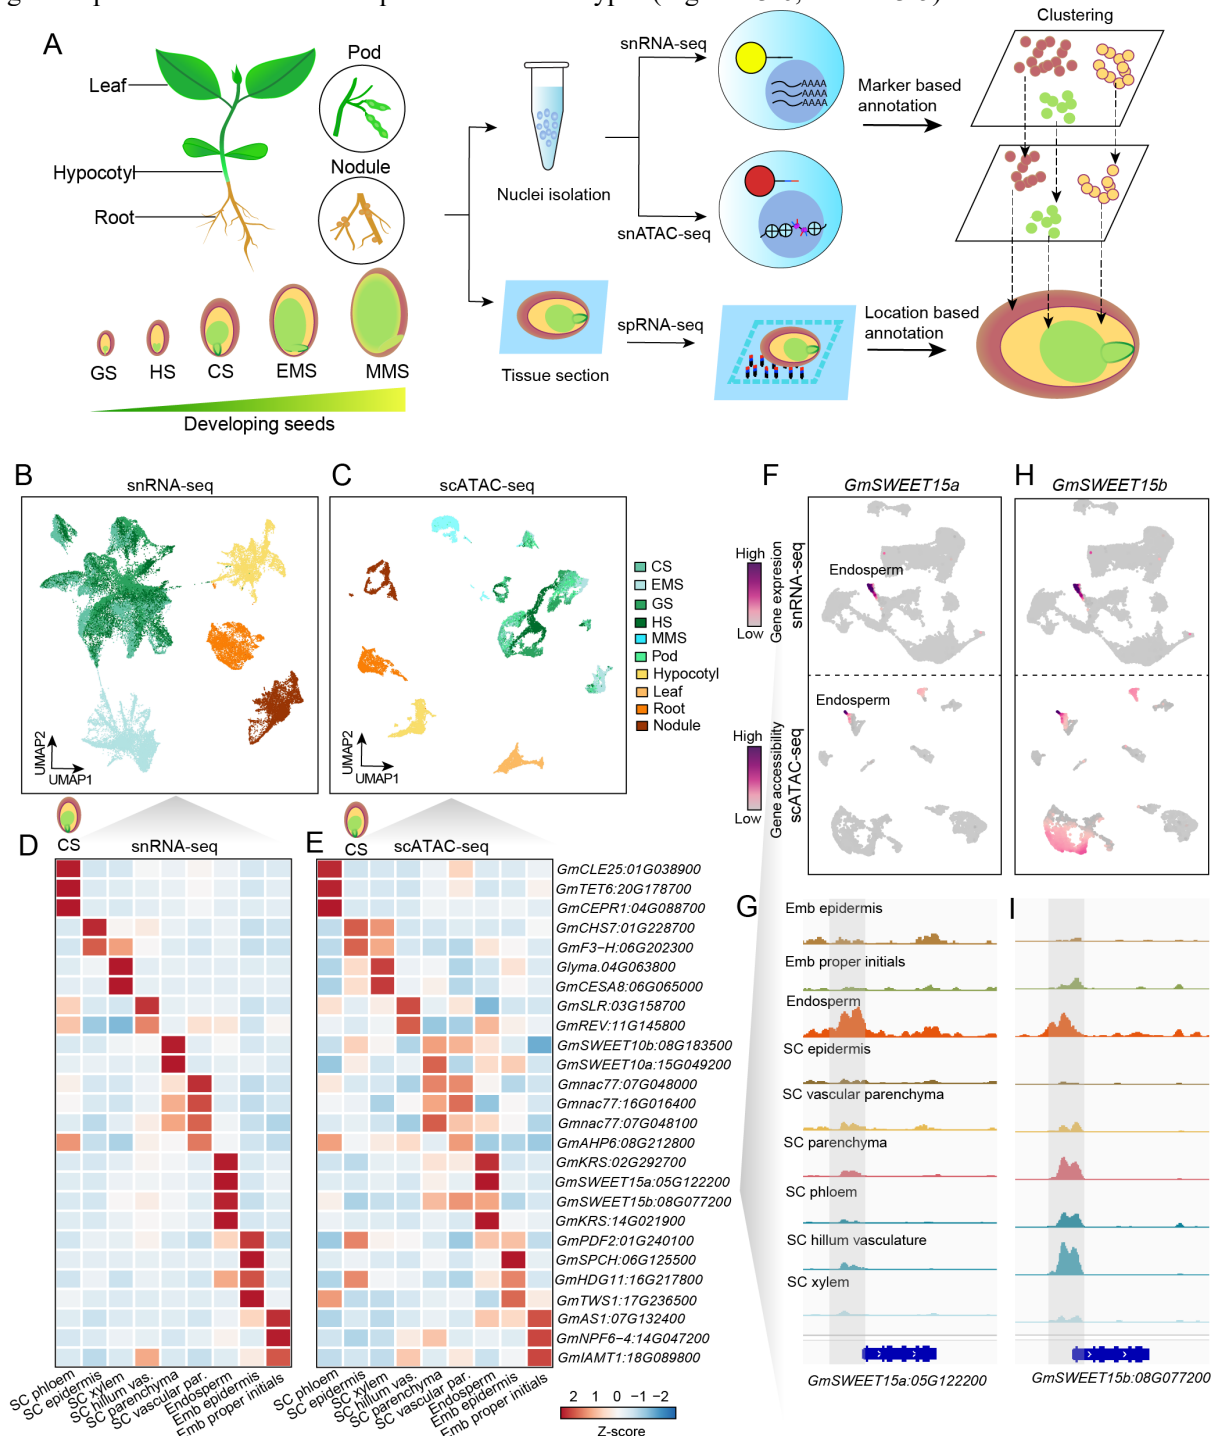 A
Leaf
Hypocotyl
Root
Pod
Nodule
GS
HS
CS
EMS
MMS
Developing seeds
Nuclei isolation
Tissue section
snRNA-seq
AAAA
AAAA
AAAA
snATAC-seq
spRNA-seq
Marker based
annotation
Location based
annotation
Clustering
B
snRNA-seq
UMAP2
UMAP1
C
scATAC-seq
UMAP2
UMAP1
CS
EMS
GS
HS
MMS
Pod
Hypocotyl
Leaf
Root
Nodule
F
GmSWEET15a
H
GmSWEET15b
High
Low
Gene expresion
snRNA-seq
Endosperm
High
Low
Gene accessibility
scATAC-seq
Endosperm
D
CS
snRNA-seq
E
CS
scATAC-seq
GmCLE25:01G038900
GmTET6:20G178700
GmCEPR1:04G088700
GmCHS7:01G228700
GmF3−H:06G202300
Glyma.04G063800
GmCESA8:06G065000
GmSLR:03G158700
GmREV:11G145800
GmSWEET10b:08G183500
GmSWEET10a:15G049200
Gmnac77:07G048000
Gmnac77:16G016400
Gmnac77:07G048100
GmAHP6:08G212800
GmKRS:02G292700
GmSWEET15a:05G122200
GmSWEET15b:08G077200
GmKRS:14G021900
GmPDF2:01G240100
GmSPCH:06G125500
GmHDG11:16G217800
GmTWS1:17G236500
GmAS1:07G132400
GmNPF6−4:14G047200
GmIAMT1:18G089800
SC phloem
SC epidermis
SC xylem
SC hillum vas.
SC parenchyma
SC vascular par.
Endosperm
Emb epidermis
Emb proper initials
SC phloem
SC epidermis
SC xylem
SC hillum vas.
SC parenchyma
SC vascular par.
Endosperm
Emb epidermis
Emb proper initials
2 1 0 −1 −2
Z-score
G
I
Emb epidermis
Emb proper initials
Endosperm
SC epidermis
SC vascular parenchyma
SC parenchyma
SC phloem
SC hillum vasculature
SC xylem
GmSWEET15a:05G122200
GmSWEET15b:08G077200